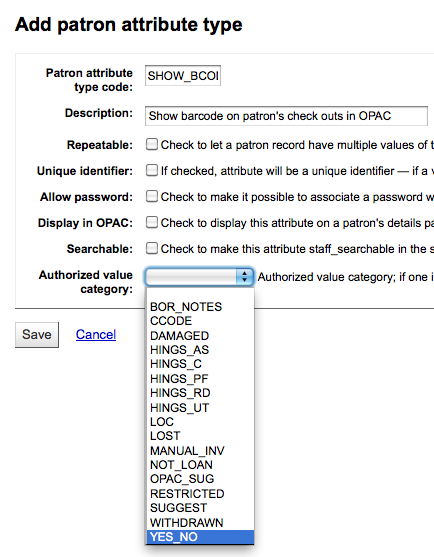 Add patron attribute type
Patron attribute type code: SHOW_BCOI
Description: Show barcode on patron's check outs in OPAC
Repeatable: Check to let a patron record have multiple values of t
Unique identifier: If checked, attribute will be a unique identifier — if a v
Allow password: Check to make it possible to associate a password w
Display in OPAC: Check to display this attribute on a patron's details pa
Searchable: Check to make this attribute staff_searchable in the s
Authorized value category: Authorized value category; if one i
BOR_NOTES
CCODE
DAMAGED
HINGS_AS
HINGS_C
HINGS_PF
HINGS_RD
HINGS_UT
LOC
LOST
MANUAL_INV
NOT_LOAN
OPAC_SUG
RESTRICTED
SUGGEST
WITHDRAWN
YES_NO
Save Cancel